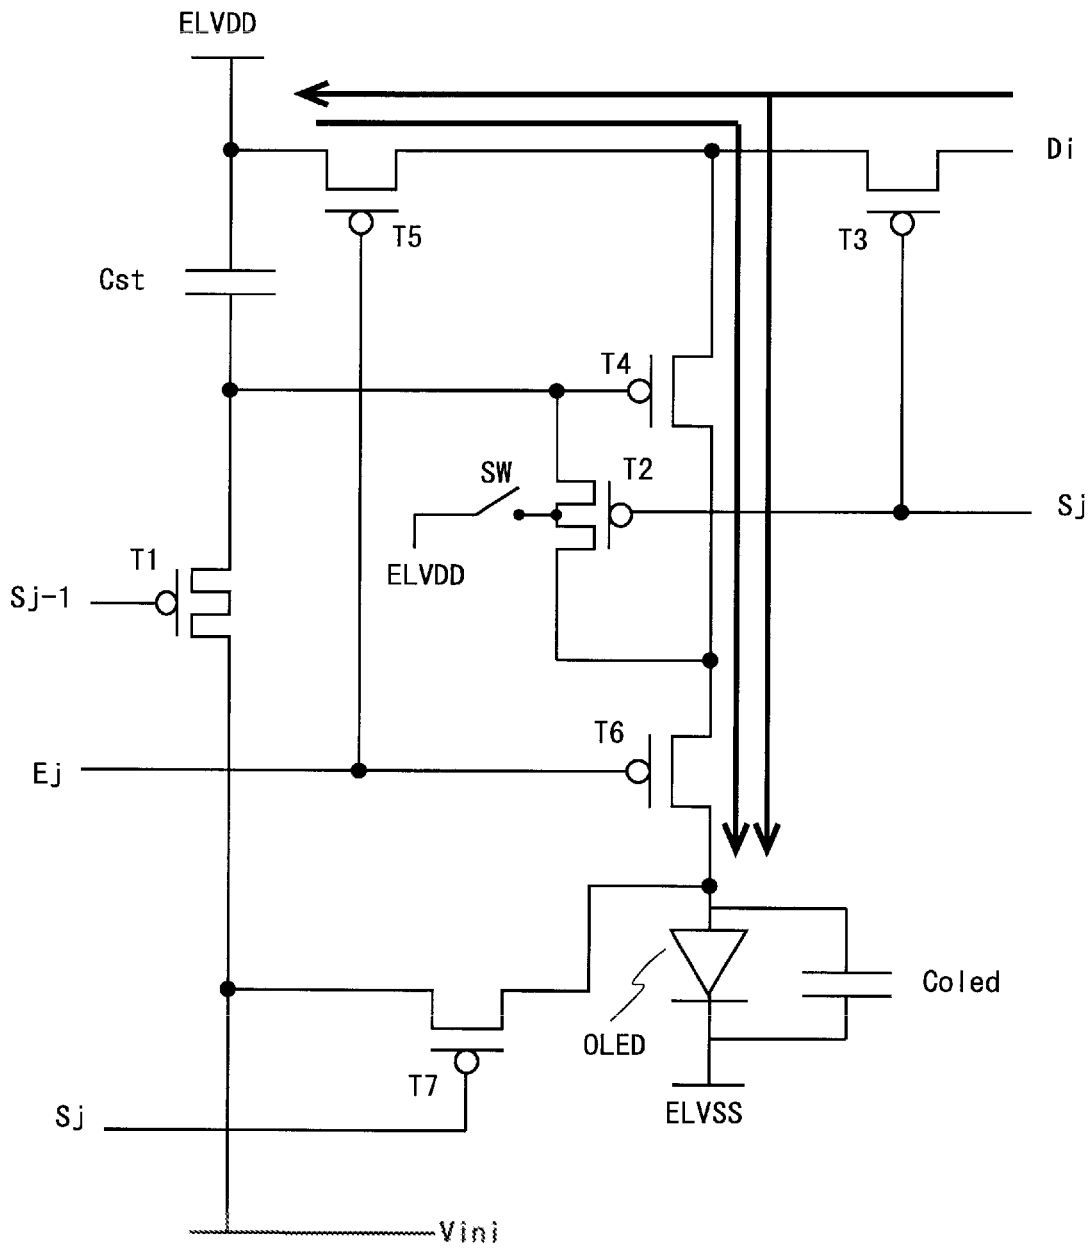 ELVDD
Di
T5
T3
Cst
T4
SW
T2
Sj
ELVDD
T1
Sj-1
T6
Ej
Coled
OLED
T7
ELVSS
Sj
Vini